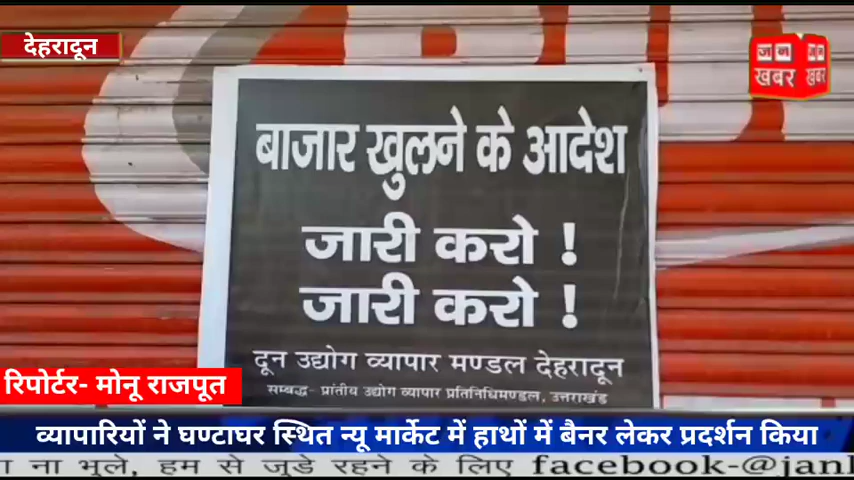 देहरादून
जन खबर
खबर
बाजार खुलने के आदेश
जारी करो !
जारी करो !
दून उद्योग व्यापार मण्डल देहरादून
सम्बद्ध- प्रांतीय उद्योग व्यापार प्रतिनिधिमण्डल, उत्तराखंड
रिपोर्टर- मोनू राजपूत
व्यापारियों ने घण्टाघर स्थित न्यू मार्केट में हाथों में बैनर लेकर प्रदर्शन किया
ना भूले, हम से जुडे रहने के लिए facebook-@jan